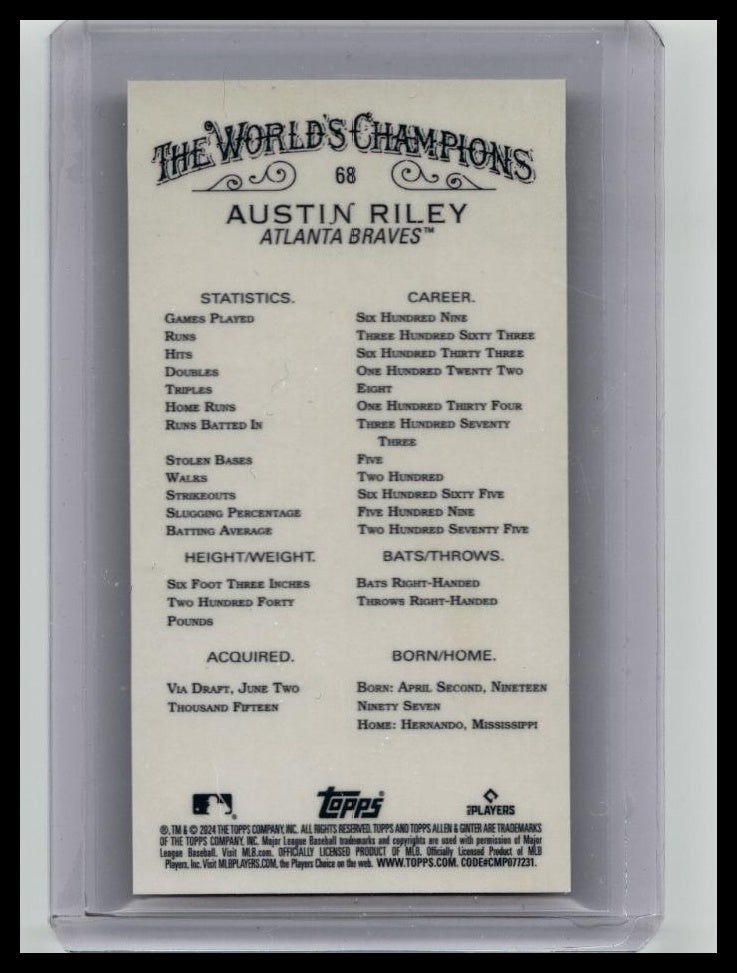 THE WORLD'S CHAMPIONS
68
AUSTIN RILEY
ATLANTA BRAVES™
STATISTICS. CAREER.
GAMES PLAYED SIX HUNDRED NINE
RUNS THREE HUNDRED SIXTY THREE
HITS SIX HUNDRED THIRTY THREE
DOUBLES ONE HUNDRED TWENTY TWO
TRIPLES EIGHT
HOME RUNS ONE HUNDRED THIRTY FOUR
RUNS BATTED IN THREE HUNDRED SEVENTY
THREE
STOLEN BASES FIVE
WALKS TWO HUNDRED
STRIKEOUTS SIX HUNDRED SIXTY FIVE
SLUGGING PERCENTAGE FIVE HUNDRED NINE
BATTING AVERAGE TWO HUNDRED SEVENTY FIVE
HEIGHT/WEIGHT. BATS/THROWS.
SIX FOOT THREE INCHES BATS RIGHT-HANDED
TWO HUNDRED FORTY THROWS RIGHT-HANDED
POUNDS
ACQUIRED. BORN/HOME.
VIA DRAFT, JUNE TWO BORN: APRIL SECOND, NINETEEN
THOUSAND FIFTEEN NINETY SEVEN
HOME: HERNANDO, MISSISSIPPI
Topps® PLAYERS
®, TM & © 2024 THE TOPPS COMPANY, INC. ALL RIGHTS RESERVED. TOPPS AND TOPPS ALLEN & GINTER ARE TRADEMARKS
OF THE TOPPS COMPANY, INC. Major League Baseball trademarks and copyrights are used with permission of Major
League Baseball. Visit MLB.com. OFFICIALLY LICENSED PRODUCT OF MLB. Officially Licensed Product of MLB
Players, Inc. Visit MLBPLAYERS.COM, the Players Choice on the web. WWW.TOPPS.COM. CODE#CMP077231.